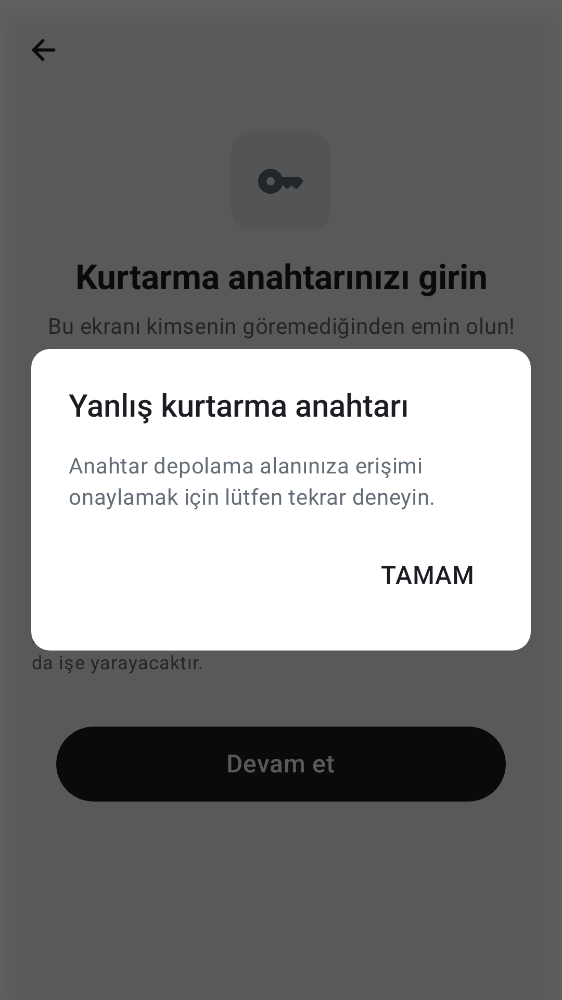 Kurtarma anahtarınızı girin
Bu ekranı kimsenin göremediğinden emin olun!
Yanlış kurtarma anahtarı
Anahtar depolama alanınıza erişimi
onaylamak için lütfen tekrar deneyin.
TAMAM
da işe yarayacaktır.
Devam et